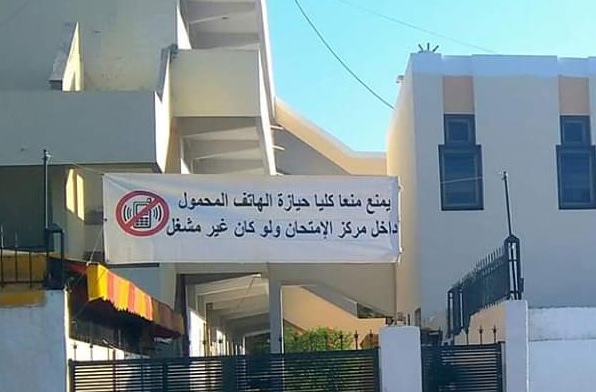 يمنع منعا كليا حيازة الهاتف المحمول
داخل مركز الإمتحان ولو كان غير مشغل